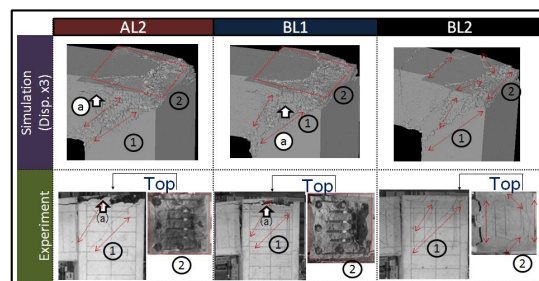 AL2
BL1
BL2
Simulation
(Disp. x3)
a
1
2
a
1
2
1
2
Experiment
Top
(a)
1
2
Top
(a)
1
2
Top
1
2